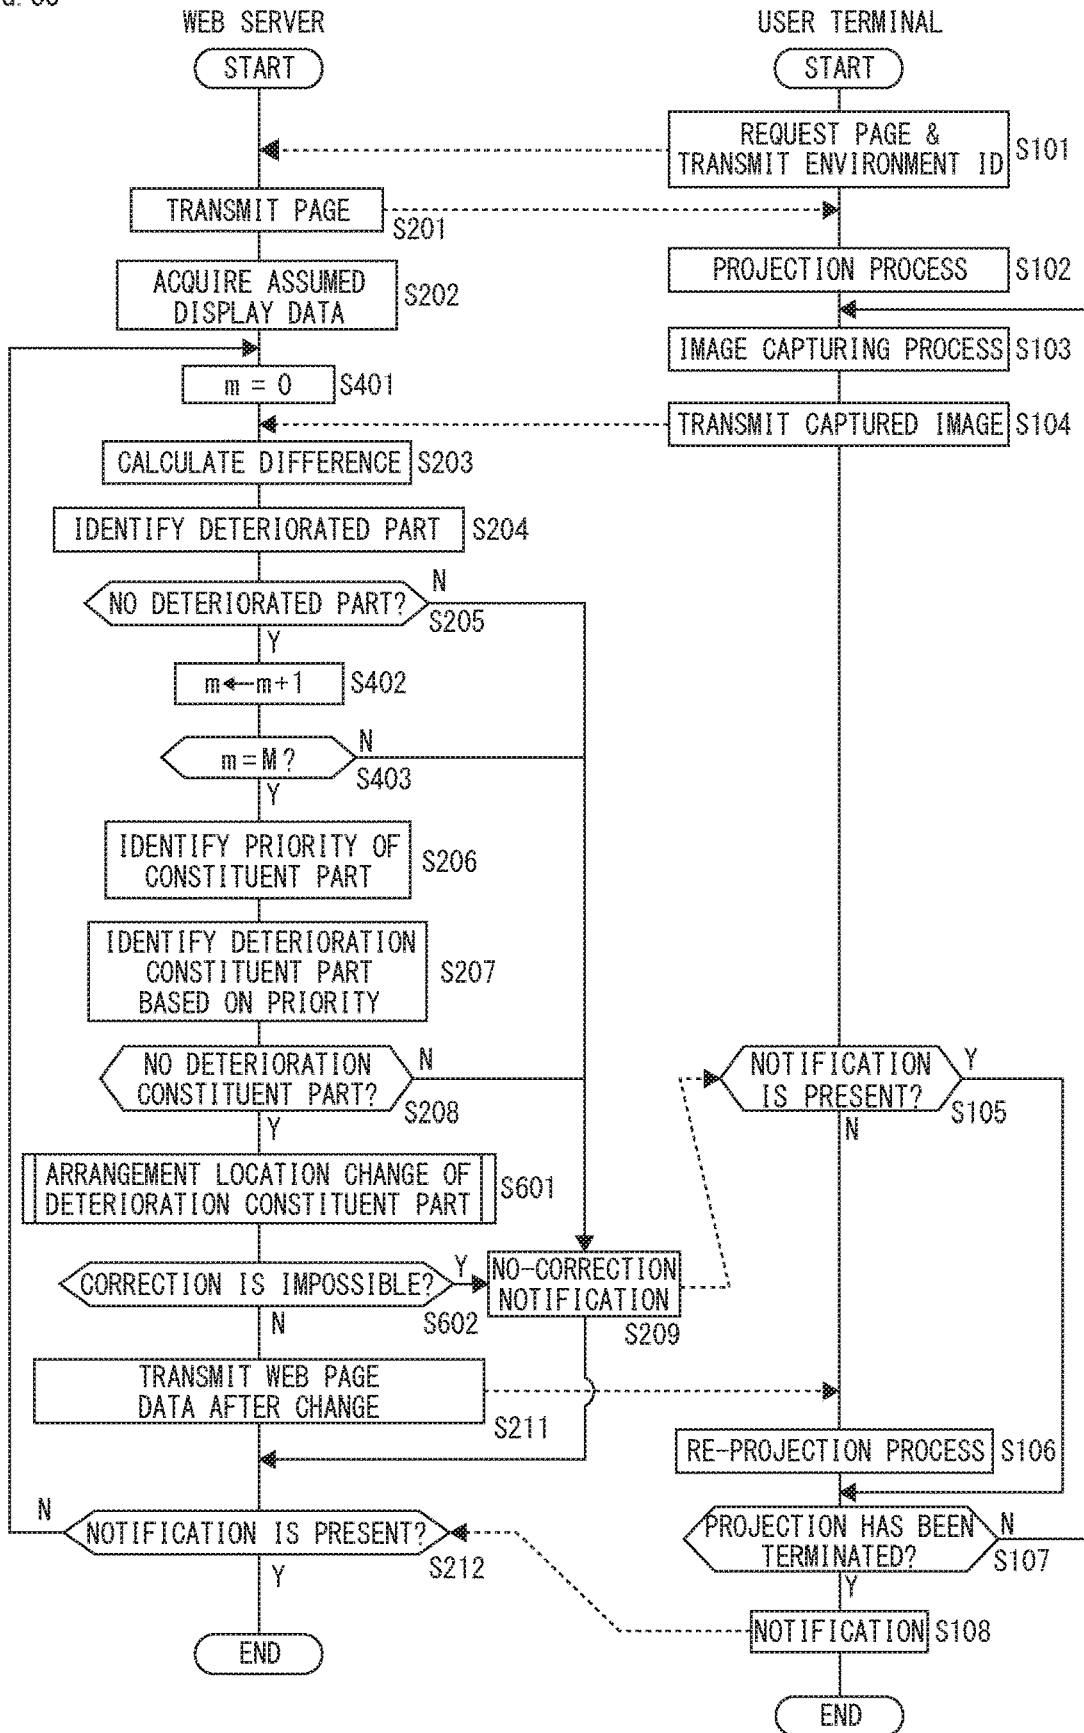 WEB SERVER
START
TRANSMIT PAGE
S201
ACQUIRE ASSUMED
DISPLAY DATA
S202
m = 0
S401
CALCULATE DIFFERENCE
S203
IDENTIFY DETERIORATED PART
S204
NO DETERIORATED PART?
N
S205
Y
m←m+1
S402
m=M?
N
S403
Y
IDENTIFY PRIORITY OF
CONSTITUENT PART
S206
IDENTIFY DETERIORATION
CONSTITUENT PART
BASED ON PRIORITY
S207
NO DETERIORATION
CONSTITUENT PART?
N
S208
Y
ARRANGEMENT LOCATION CHANGE OF
DETERIORATION CONSTITUENT PART
S601
CORRECTION IS IMPOSSIBLE?
Y
S602
N
NO-CORRECTION
NOTIFICATION
S209
TRANSMIT WEB PAGE
DATA AFTER CHANGE
S211
N
NOTIFICATION IS PRESENT?
S212
Y
END
USER TERMINAL
START
REQUEST PAGE &
TRANSMIT ENVIRONMENT ID
S101
PROJECTION PROCESS
S102
IMAGE CAPTURING PROCESS
S103
TRANSMIT CAPTURED IMAGE
S104
NOTIFICATION
IS PRESENT?
Y
S105
N
RE-PROJECTION PROCESS
S106
PROJECTION HAS BEEN
TERMINATED?
N
S107
Y
NOTIFICATION
S108
END